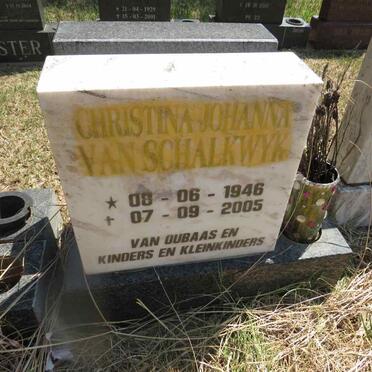 CHRISTINA JOHANNA
VAN SCHALKWYK
★ 08 - 06 - 1946
✝ 07 - 09 - 2005
VAN OUBAAS EN
KINDERS EN KLEINKINDERS